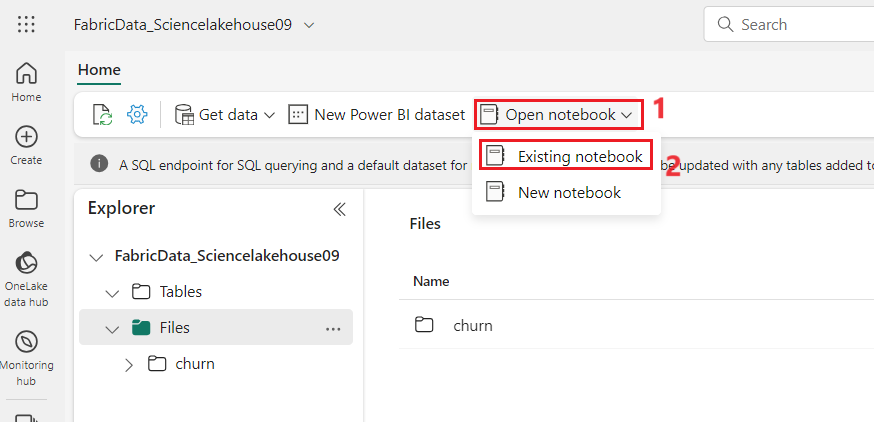 FabricData_Sciencelakehouse09
Search
Home
Home
Get data
New Power BI dataset
Open notebook
1
A SQL endpoint for SQL querying and a default dataset for
be updated with any tables added to
Existing notebook
2
New notebook
Create
Browse
OneLake
data hub
Monitoring
hub
Explorer
FabricData_Sciencelakehouse09
Tables
Files
churn
Files
Name
churn